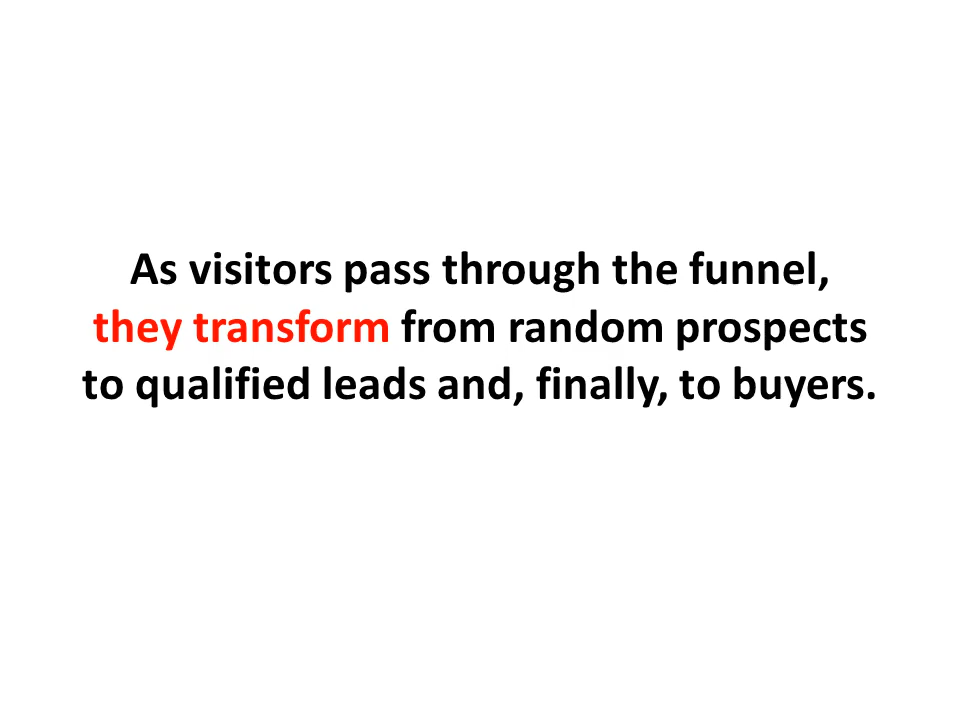 As visitors pass through the funnel,
they transform from random prospects
to qualified leads and, finally, to buyers.